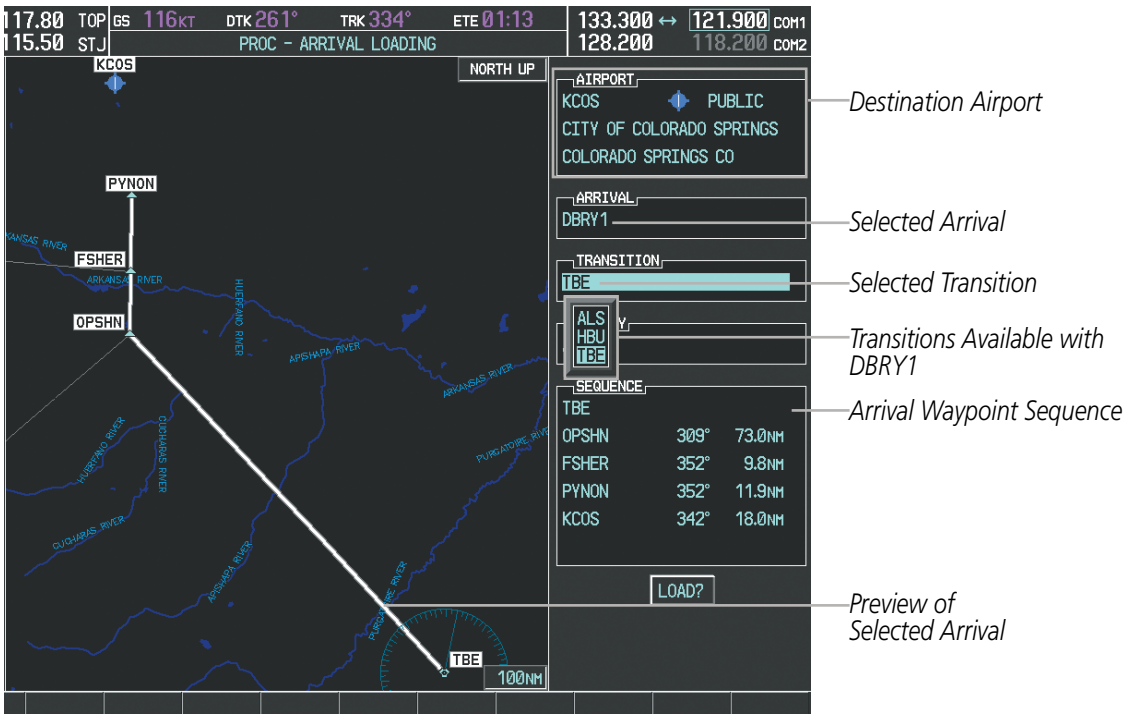 117.80 TOP
115.50 STJ
GS 116KT DTK 261° TRK 334° ETE 01:13
PROC – ARRIVAL LOADING
133.300 ↔ 121.900 COM1
128.200 118.200 COM2
KCOS
NORTH UP
PYNON
KANSAS RIVER
FSHER
ARKANSAS RIVER
HUERFANO RIVER
OPSHN
APISHAPA RIVER
ARKANSAS RIVER
HUERFANO RIVER
CUCHARAS RIVER
PURGATOIRE RIVE
CUCHARAS RIVER
APISHAPA RIVER
PURGATOIRE RIVER
TBE
100NM
AIRPORT
KCOS PUBLIC
CITY OF COLORADO SPRINGS
COLORADO SPRINGS CO
ARRIVAL
DBRY1
TRANSITION
TBE
ALS
HBU
TBE
Y
SEQUENCE
TBE
OPSHN 309° 73.0NM
FSHER 352° 9.8NM
PYNON 352° 11.9NM
KCOS 342° 18.0NM
LOAD?
Destination Airport
Selected Arrival
Selected Transition
Transitions Available with
DBRY1
Arrival Waypoint Sequence
Preview of
Selected Arrival